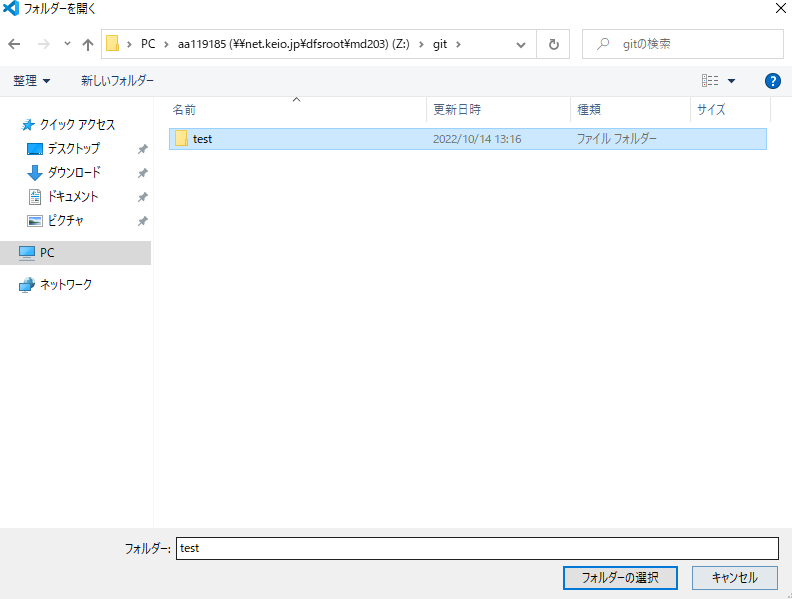 フォルダーを開く
PC > aa119185 (¥¥net.keio.jp¥dfsroot¥md203) (Z:) > git >
gitの検索
整理 新しいフォルダー
?
名前 更新日時 種類 サイズ
test 2022/10/14 13:16 ファイル フォルダー
クイック アクセス
デスクトップ
ダウンロード
ドキュメント
ピクチャ
PC
ネットワーク
フォルダー: test
フォルダーの選択 キャンセル